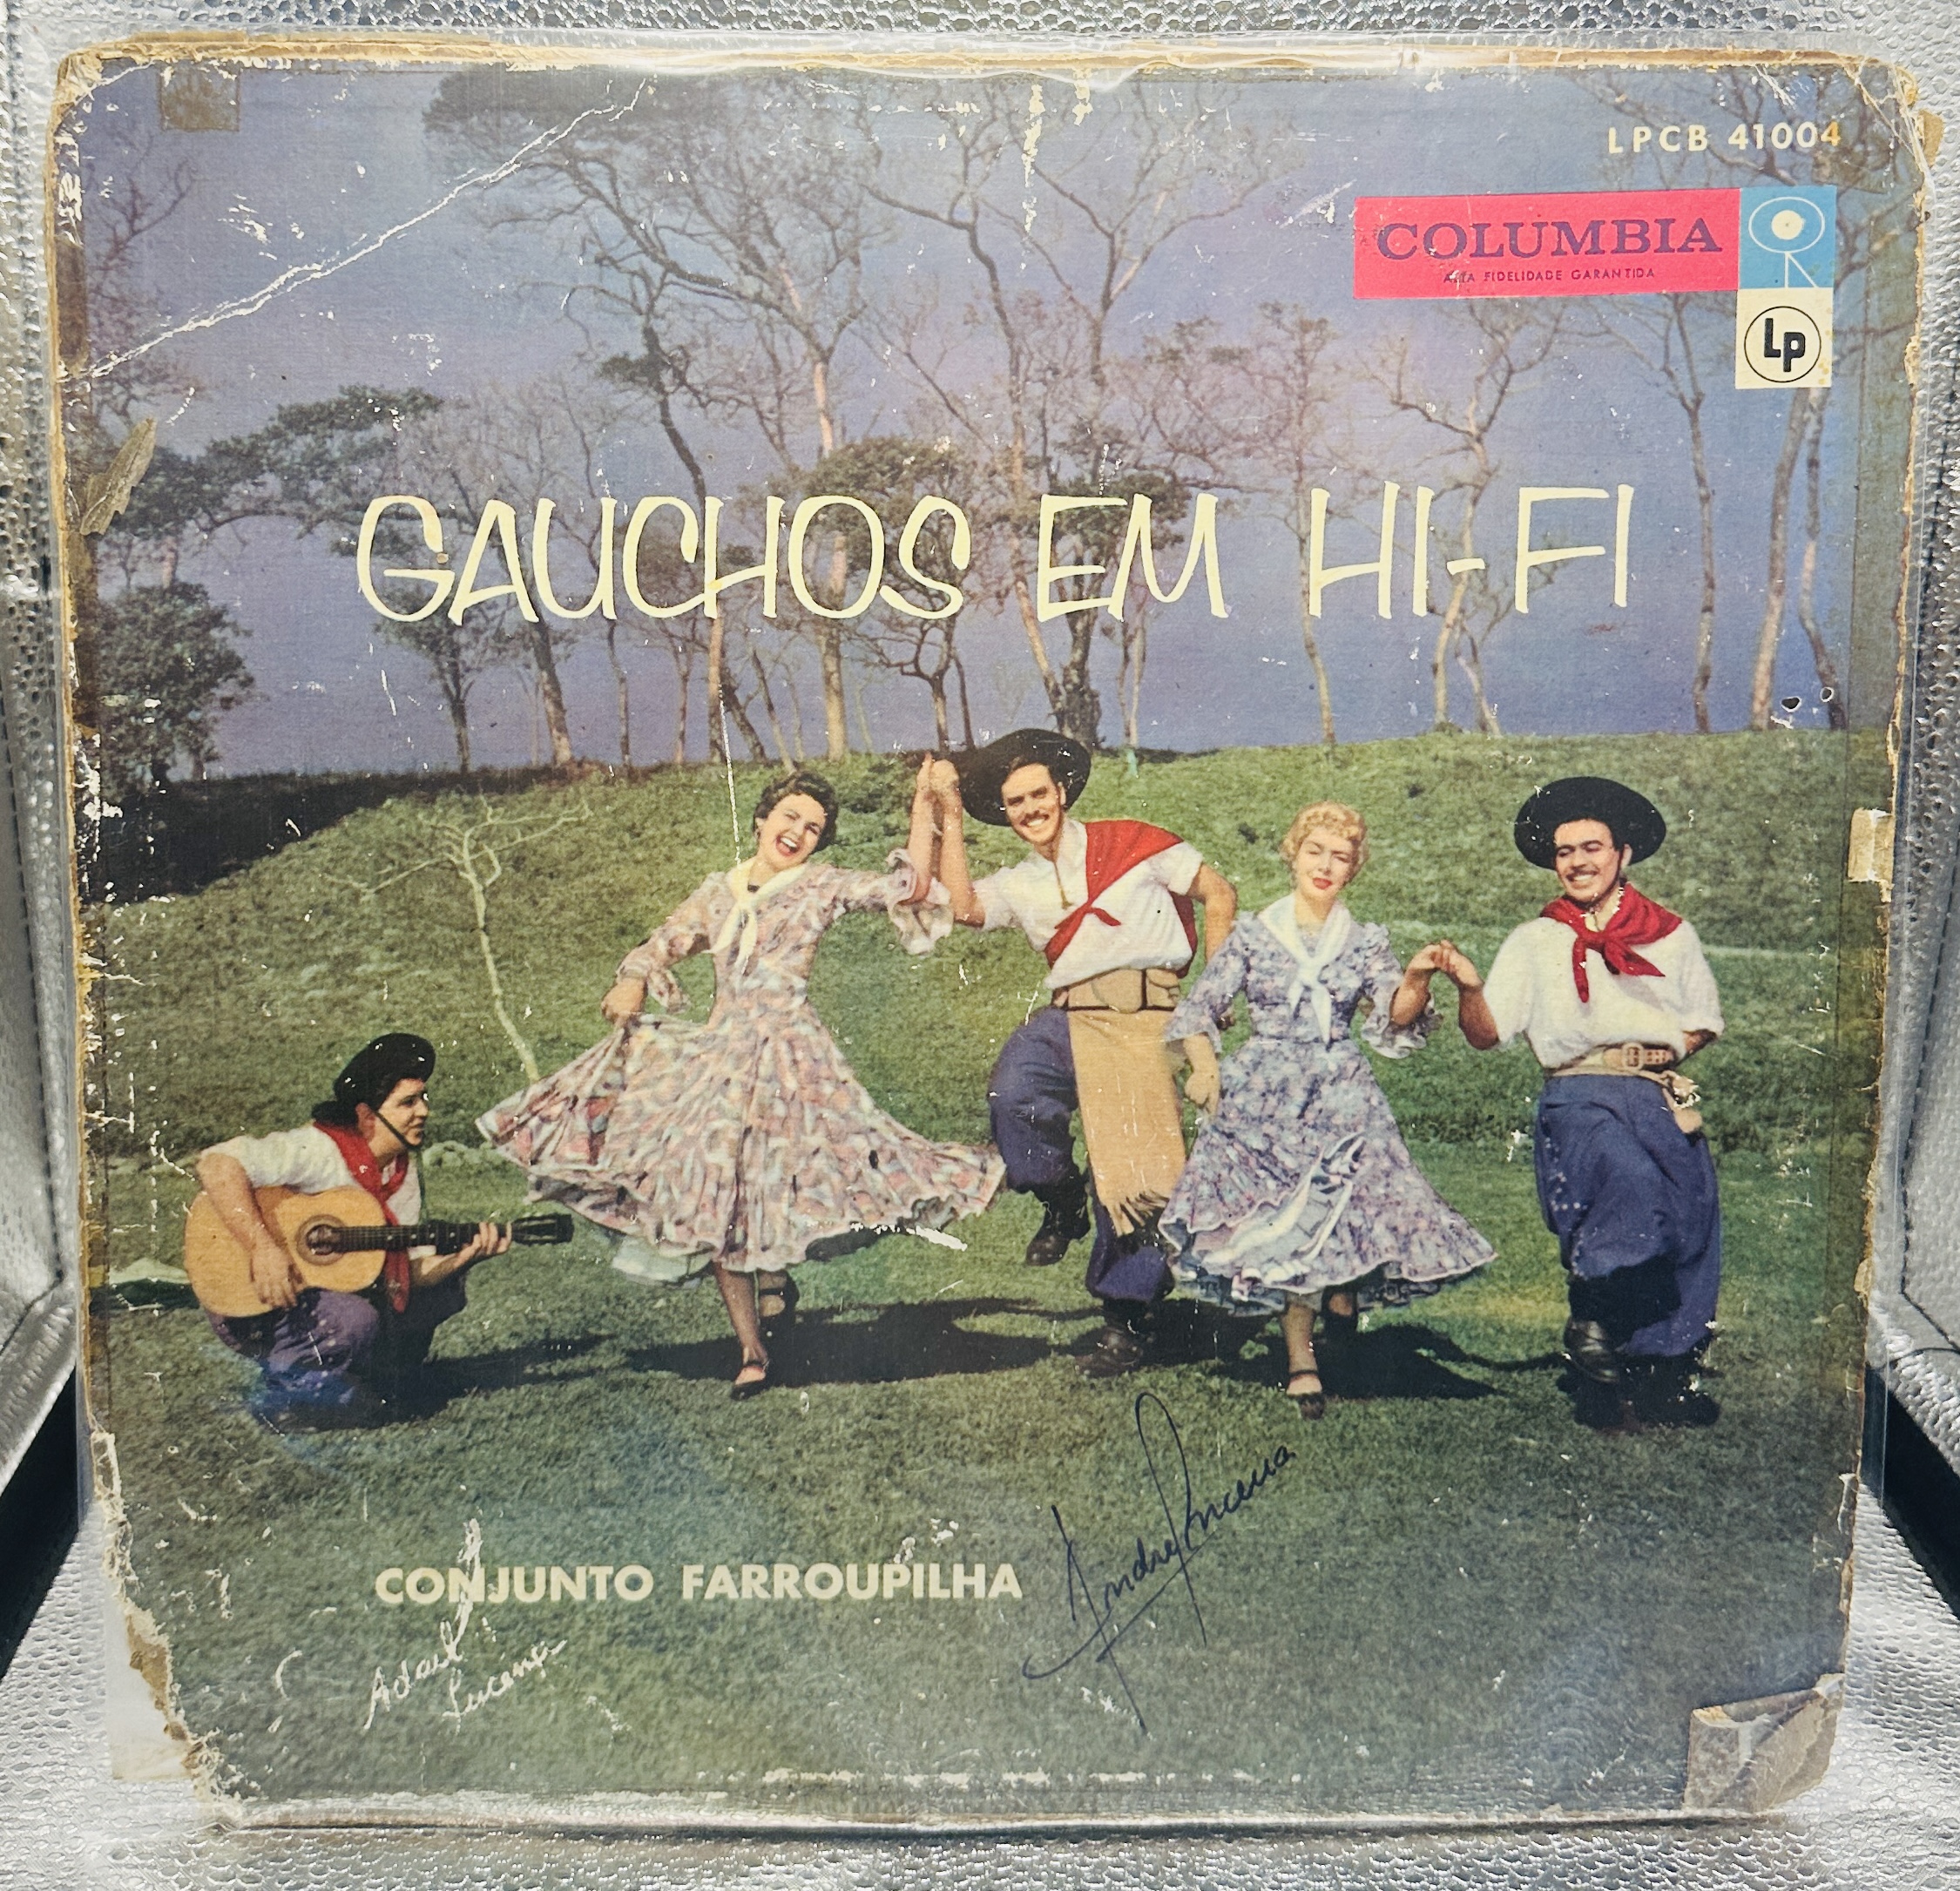 LPCB 41004
COLUMBIA
ALTA FIDELIDADE GARANTIDA
Lp
GAUCHOS EM HI-FI
CONJUNTO FARROUPILHA